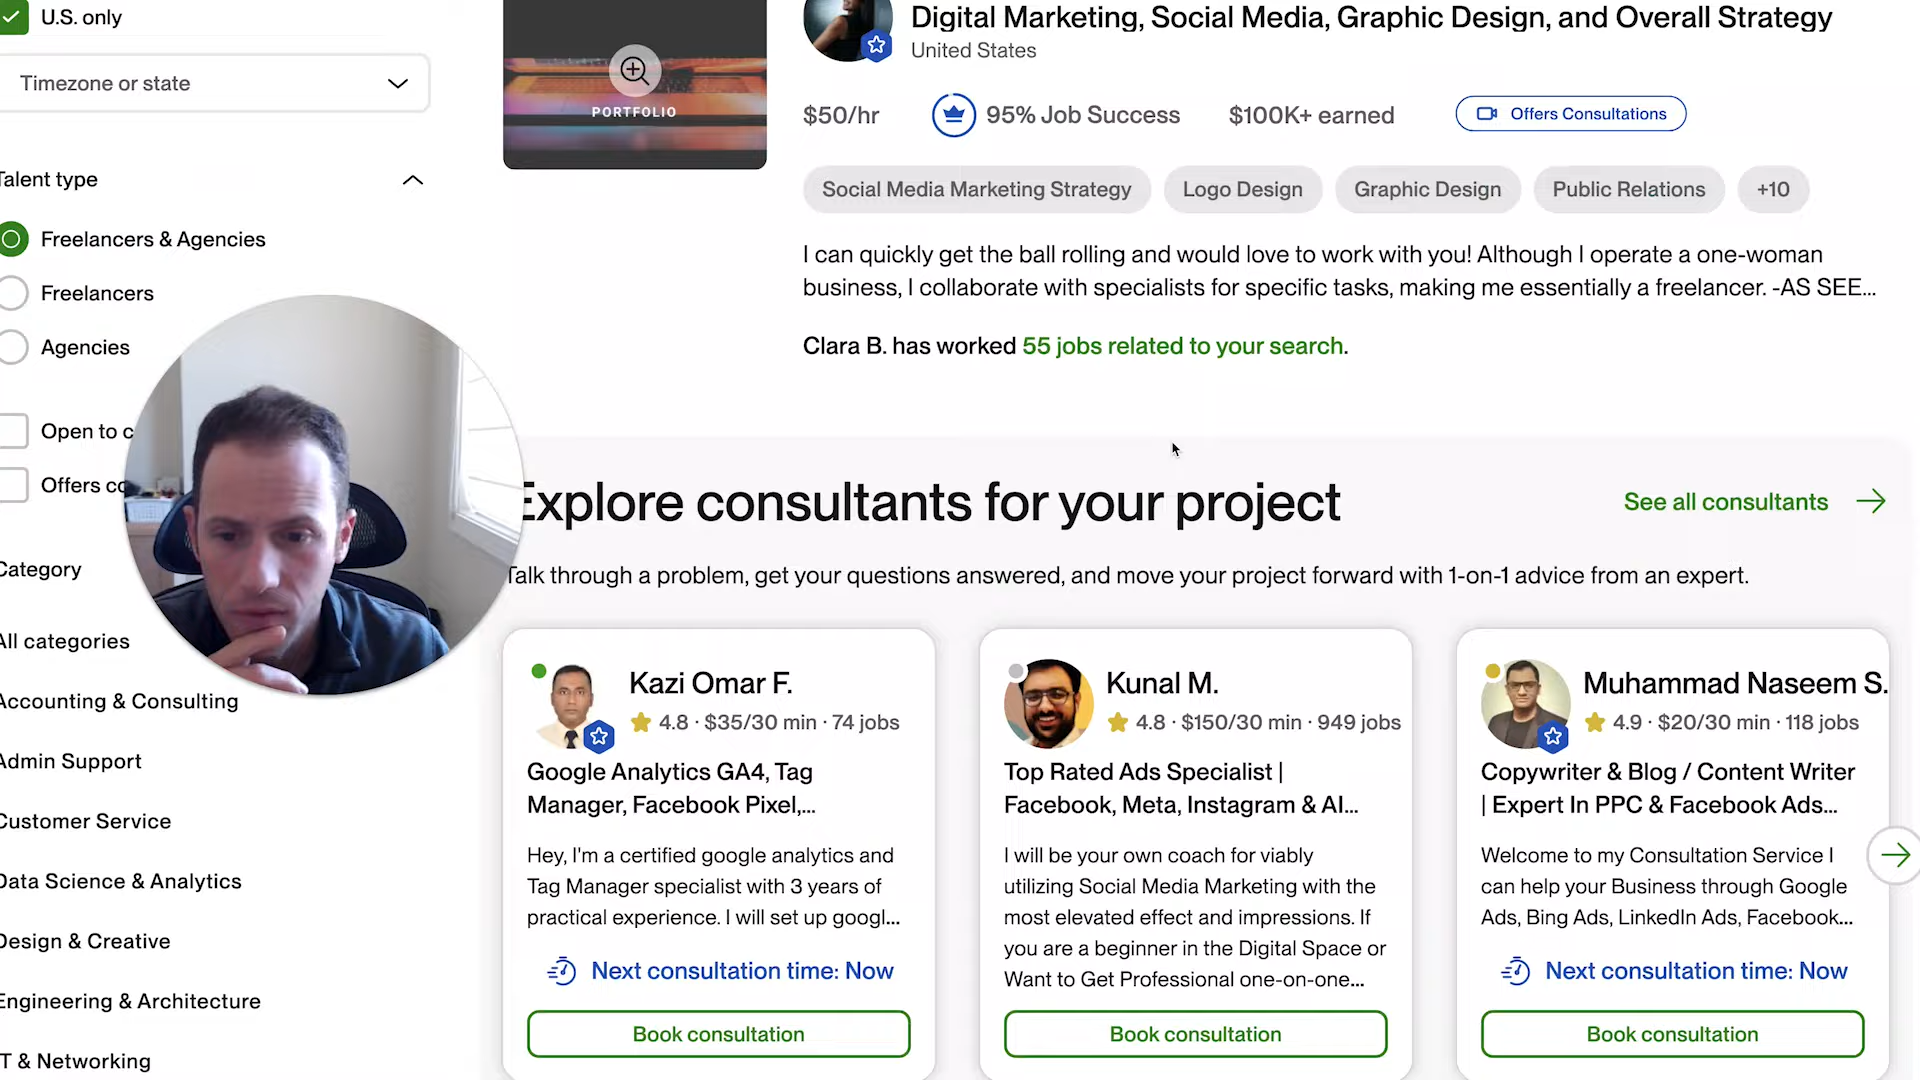 U.S. only
Timezone or state
Talent type
Freelancers & Agencies
Freelancers
Agencies
Open to c
Offers co
Category
All categories
Accounting & Consulting
Admin Support
Customer Service
Data Science & Analytics
Design & Creative
Engineering & Architecture
IT & Networking
PORTFOLIO
Digital Marketing, Social Media, Graphic Design, and Overall Strategy
United States
$50/hr
95% Job Success
$100K+ earned
Offers Consultations
Social Media Marketing Strategy
Logo Design
Graphic Design
Public Relations
+10
I can quickly get the ball rolling and would love to work with you! Although I operate a one-woman
business, I collaborate with specialists for specific tasks, making me essentially a freelancer. -AS SEE...
Clara B. has worked 55 jobs related to your search.
Explore consultants for your project
See all consultants
Talk through a problem, get your questions answered, and move your project forward with 1-on-1 advice from an expert.
Kazi Omar F.
4.8 · $35/30 min · 74 jobs
Google Analytics GA4, Tag
Manager, Facebook Pixel,...
Hey, I'm a certified google analytics and
Tag Manager specialist with 3 years of
practical experience. I will set up googl...
Next consultation time: Now
Book consultation
Kunal M.
4.8 · $150/30 min · 949 jobs
Top Rated Ads Specialist |
Facebook, Meta, Instagram & AI...
I will be your own coach for viably
utilizing Social Media Marketing with the
most elevated effect and impressions. If
you are a beginner in the Digital Space or
Want to Get Professional one-on-one...
Book consultation
Muhammad Naseem S.
4.9 · $20/30 min · 118 jobs
Copywriter & Blog / Content Writer
| Expert In PPC & Facebook Ads...
Welcome to my Consultation Service I
can help your Business through Google
Ads, Bing Ads, LinkedIn Ads, Facebook...
Next consultation time: Now
Book consultation